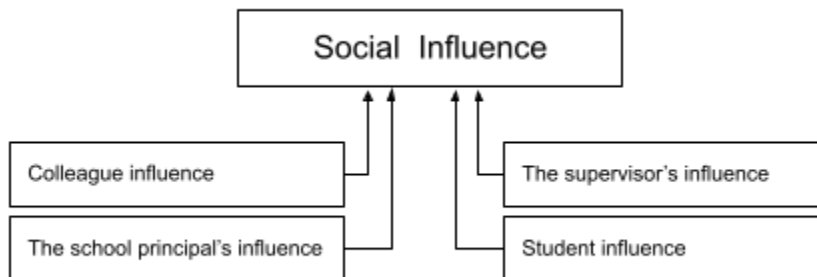 Social Influence
Colleague influence
The supervisor's influence
The school principal's influence
Student influence